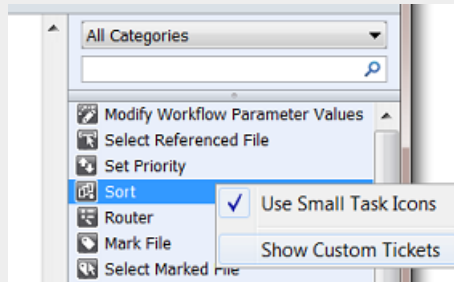 All Categories
Modify Workflow Parameter Values
Select Referenced File
Set Priority
Sort
Use Small Task Icons
Router
Mark File
Show Custom Tickets
Select Marked File